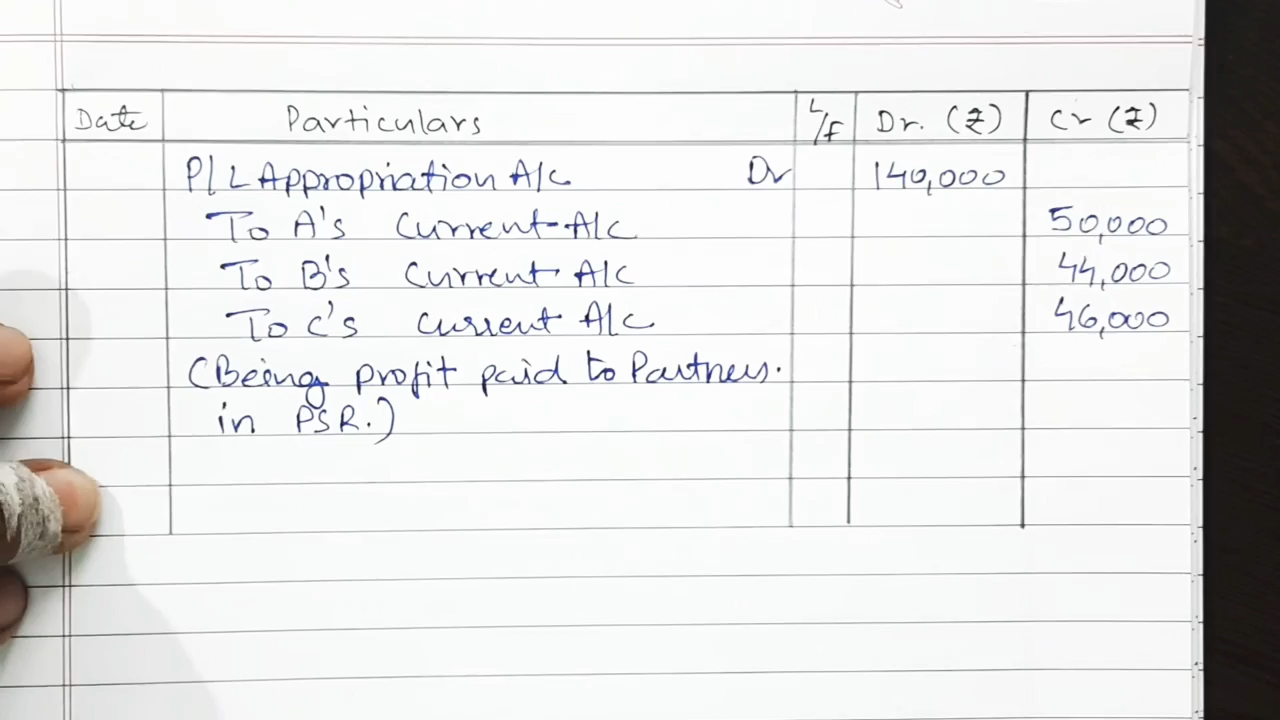 Date Particulars L/F Dr. (₹) Cr (₹)
P/L Appropriation A/c Dr 140,000
To A's Current A/c 50,000
To B's Current A/c 44,000
To C's Current A/c 46,000
(Being profit paid to Partners.
in PSR.)